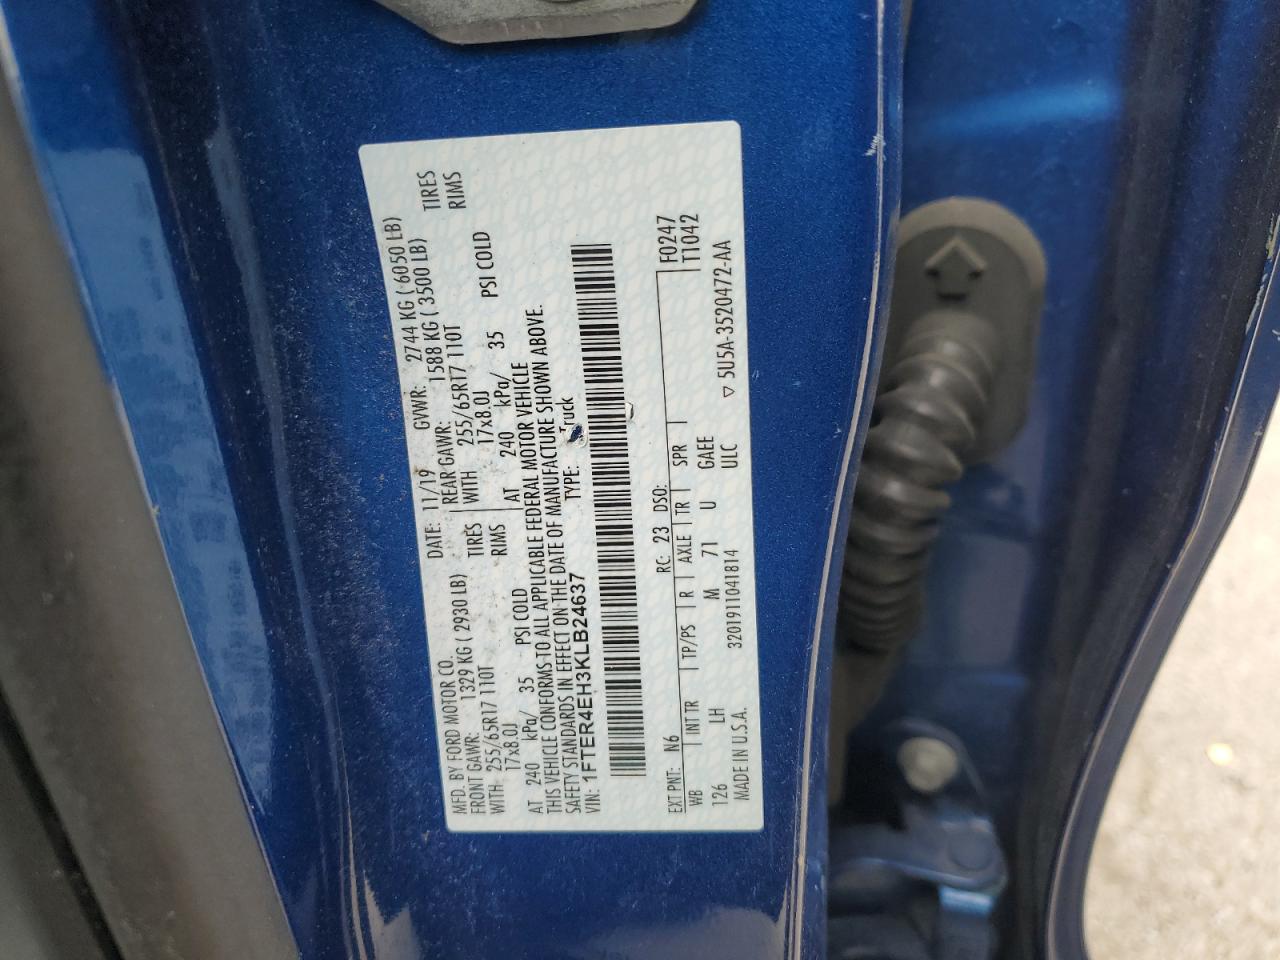 MFD. BY FORD MOTOR CO.
DATE: 11/19 GVWR: 2744 KG ( 6050 LB)
FRONT GAWR: 1329 KG ( 2930 LB) REAR GAWR: 1588 KG ( 3500 LB)
WITH 255/65R17 110T TIRES WITH 255/65R17 110T TIRES
17x8.0J RIMS 17x8.0J RIMS
AT 240 kPa/ 35 PSI COLD AT 240 kPa/ 35 PSI COLD
THIS VEHICLE CONFORMS TO ALL APPLICABLE FEDERAL MOTOR VEHICLE
SAFETY STANDARDS IN EFFECT ON THE DATE OF MANUFACTURE SHOWN ABOVE.
VIN: 1FTER4EH3KLB24637 TYPE: Truck
F0247
EXT PNT: N6 RC: 23 DSO: T1042
WB INT TR TP/PS R AXLE TR SPR
126 LH M 71 U GAEE
ULC
MADE IN U.S.A. 3201911041814 ▽ 5U5A-3520472-AA